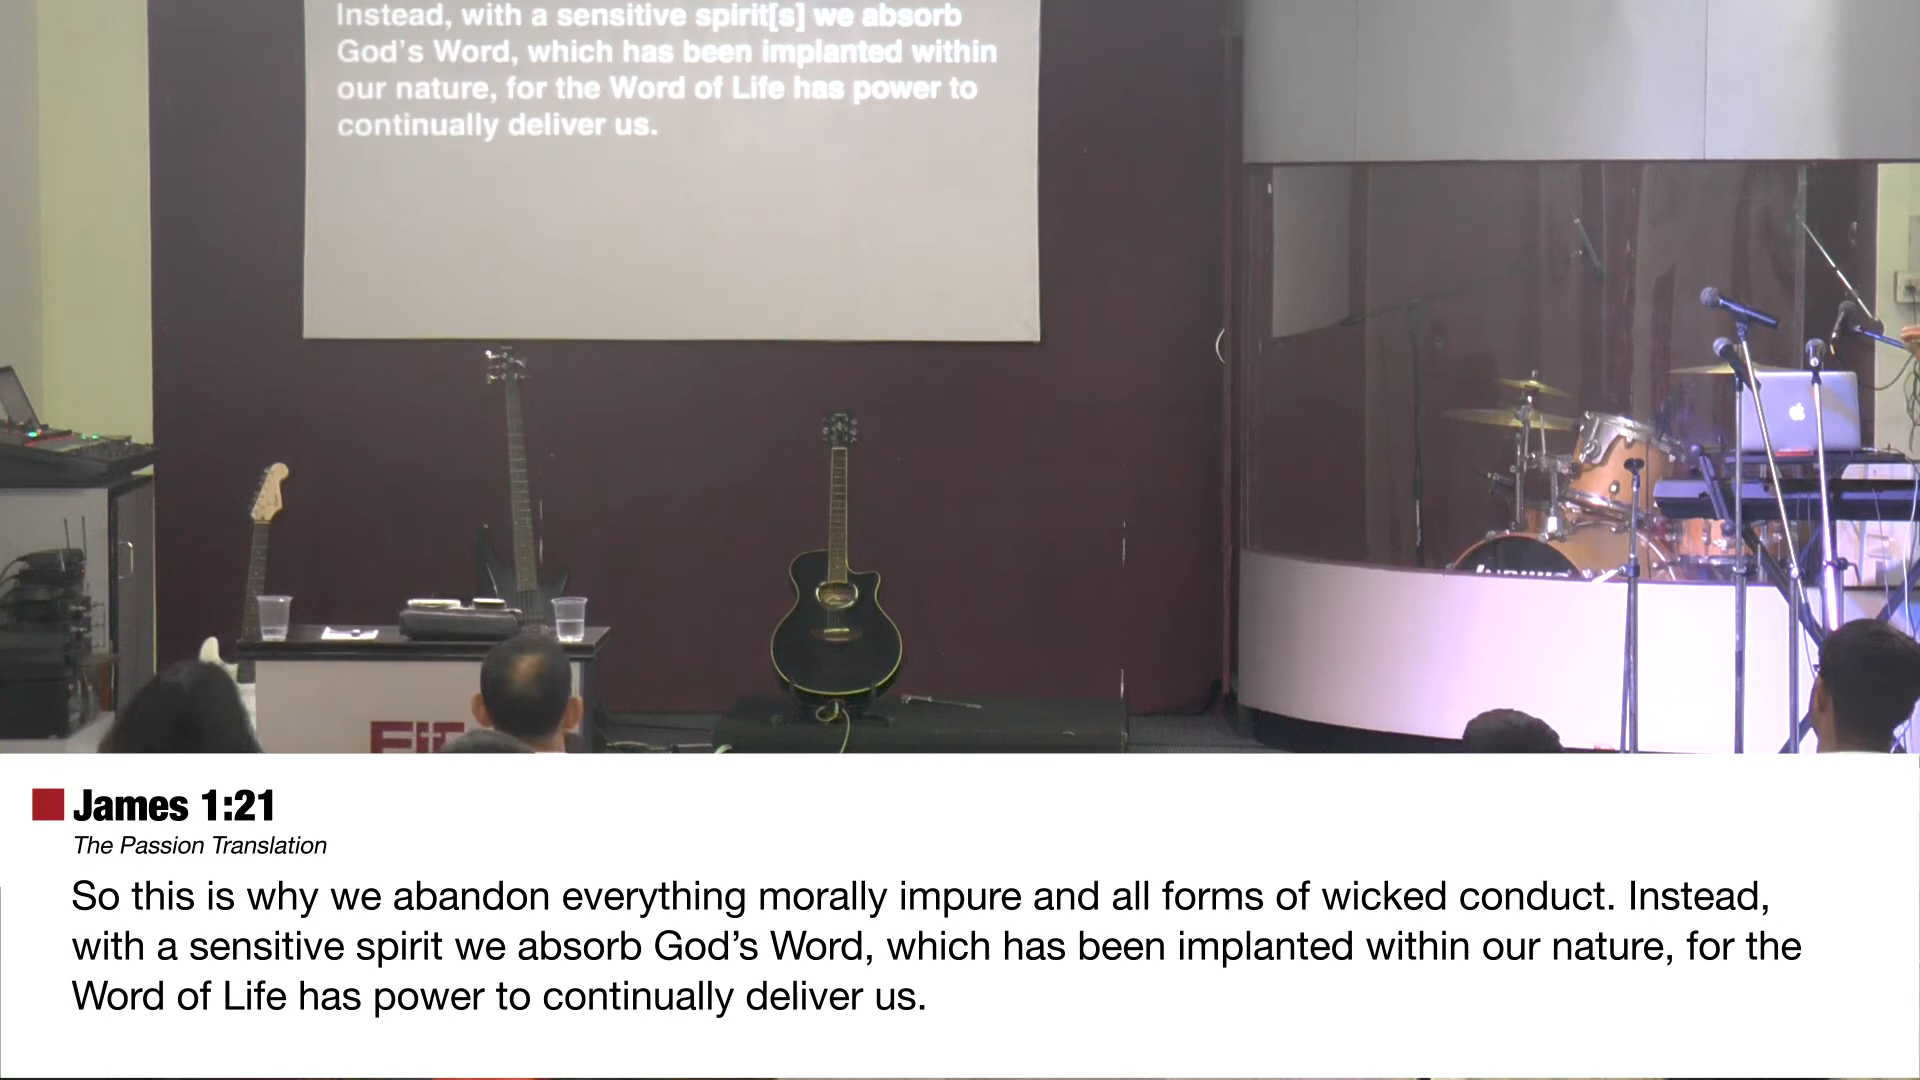 Instead, with a sensitive spirit[s] we absorb
God's Word, which has been implanted within
our nature, for the Word of Life has power to
continually deliver us.
James 1:21
The Passion Translation
So this is why we abandon everything morally impure and all forms of wicked conduct. Instead,
with a sensitive spirit we absorb God’s Word, which has been implanted within our nature, for the
Word of Life has power to continually deliver us.